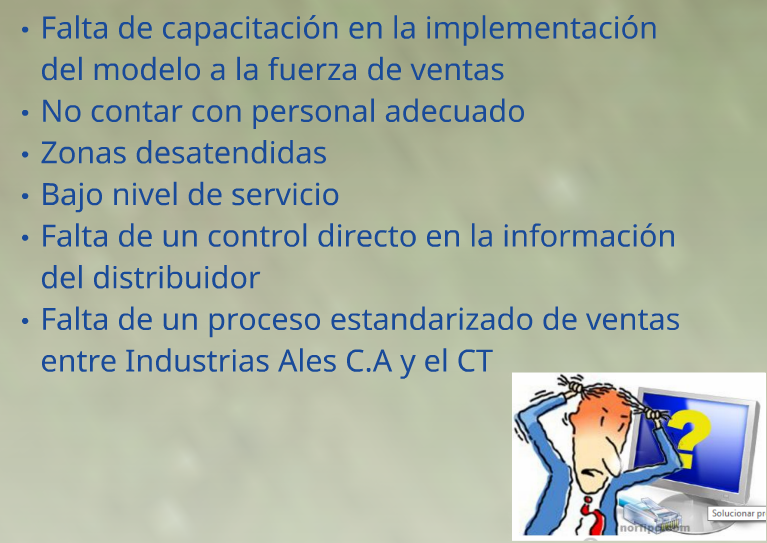 • Falta de capacitación en la implementación
del modelo a la fuerza de ventas
• No contar con personal adecuado
• Zonas desatendidas
• Bajo nivel de servicio
• Falta de un control directo en la información
del distribuidor
• Falta de un proceso estandarizado de ventas
entre Industrias Ales C.A y el CT
?
Solucionar pr